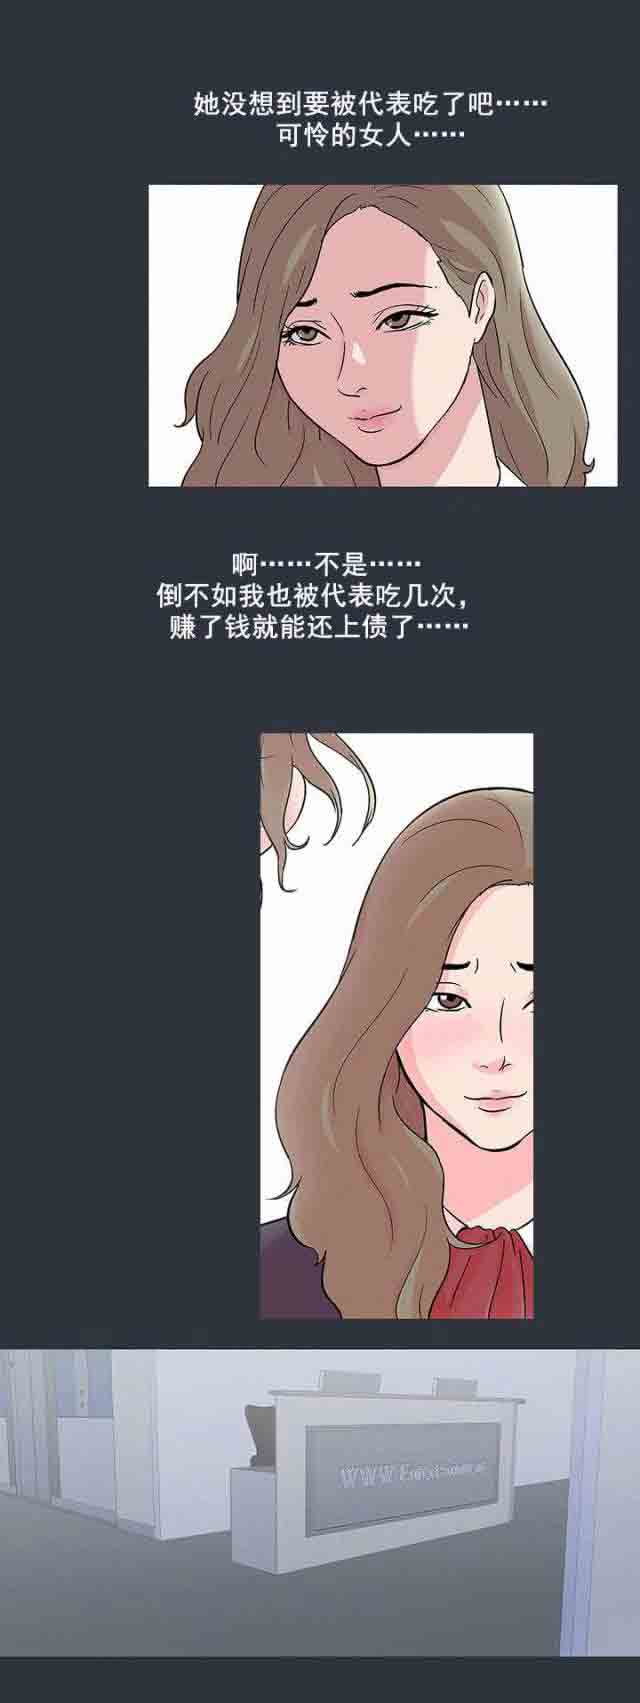 她没想到要被代表吃了吧……
可怜的女人……
啊……不是……
倒不如我也被代表吃几次，
赚了钱就能还上债了……
WWW